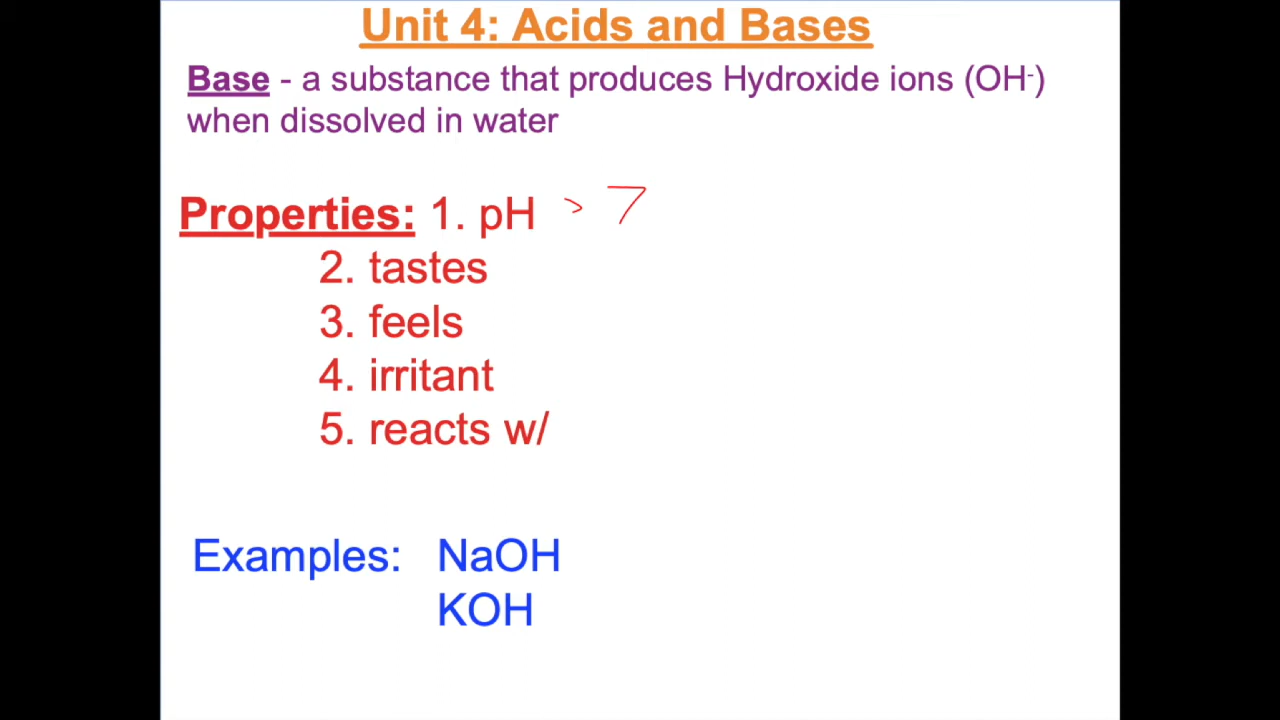 Unit 4: Acids and Bases
Base - a substance that produces Hydroxide ions (OH-)
when dissolved in water
Properties: 1. pH > 7
2. tastes
3. feels
4. irritant
5. reacts w/
Examples: NaOH
KOH